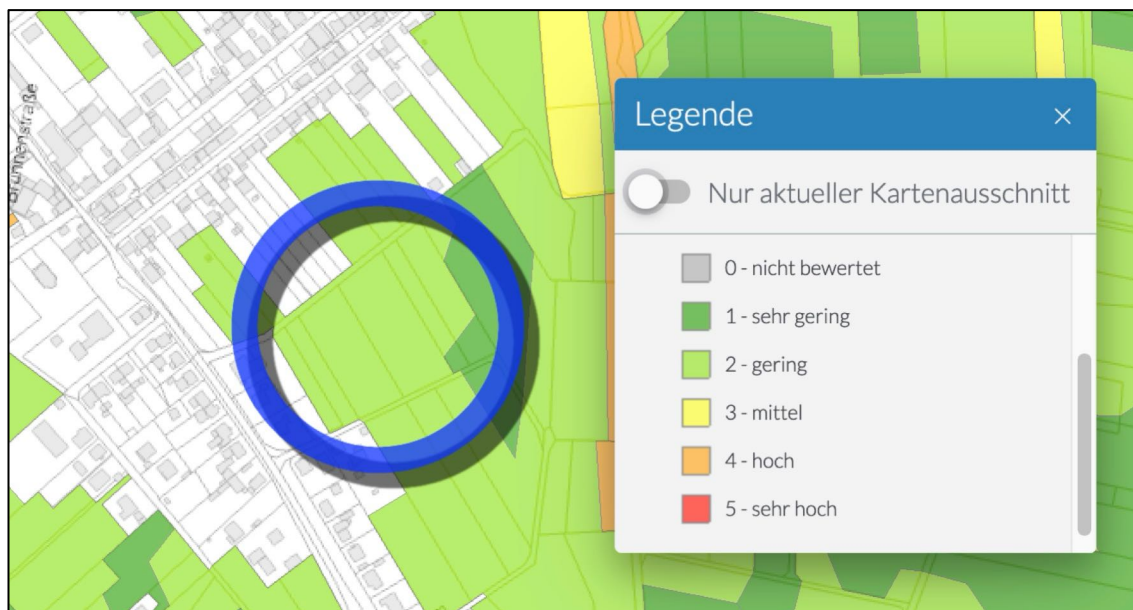 Brunnenstraße
Legende
Nur aktueller Kartenausschnitt
0 - nicht bewertet
1 - sehr gering
2 - gering
3 - mittel
4 - hoch
5 - sehr hoch